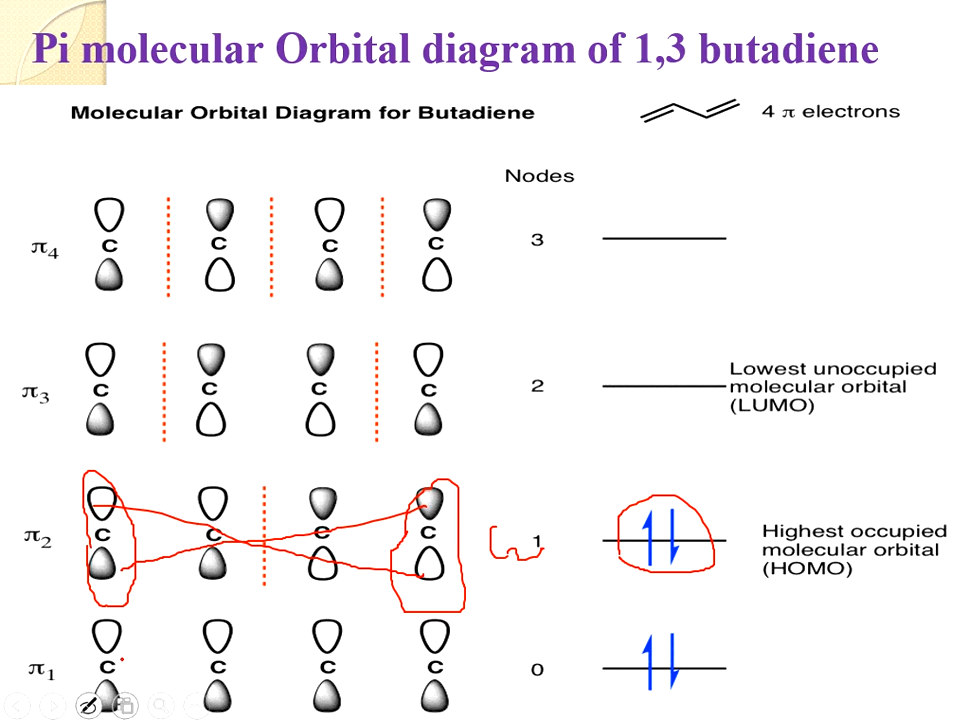 Pi molecular Orbital diagram of 1,3 butadiene
Molecular Orbital Diagram for Butadiene
4 π electrons
Nodes
π4 C C C C 3
π3 C C C C 2
Lowest unoccupied
molecular orbital
(LUMO)
π2 C C C C 1
Highest occupied
molecular orbital
(HOMO)
π1 C C C C 0